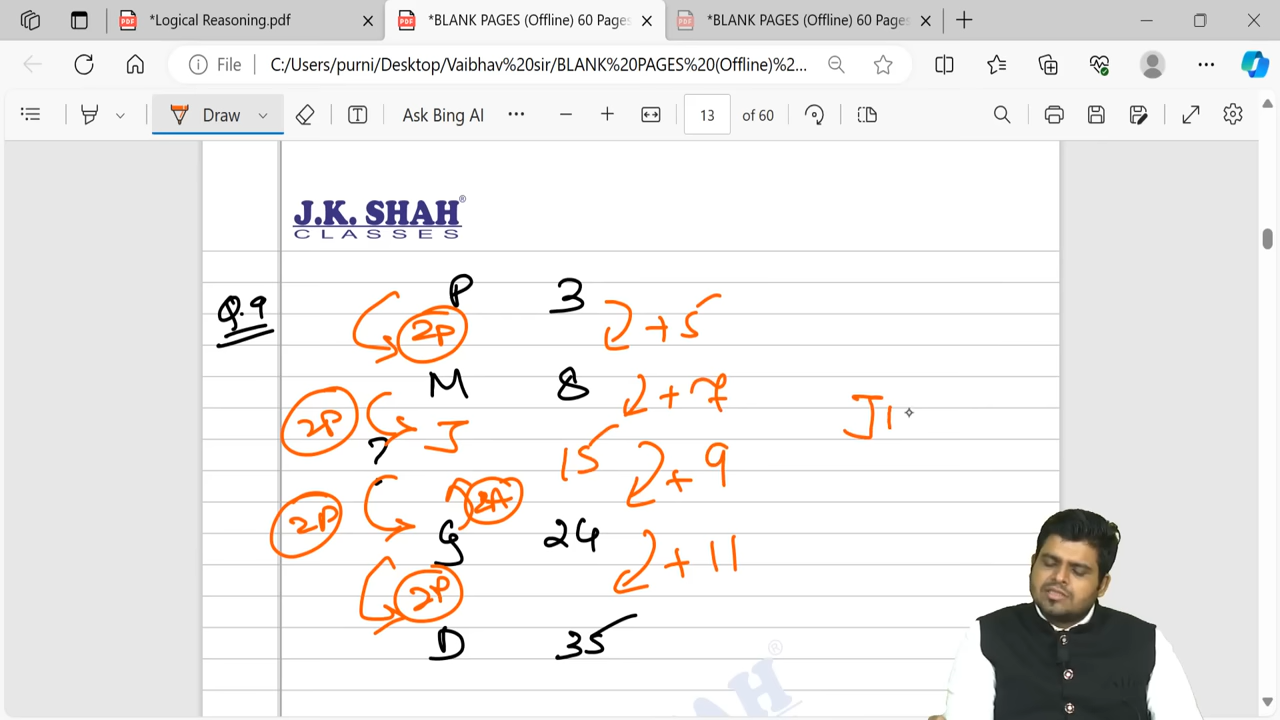 *Logical Reasoning.pdf
*BLANK PAGES (Offline) 60 Pages
*BLANK PAGES (Offline) 60 Page
File C:/Users/purni/Desktop/Vaibhav%20sir/BLANK%20PAGES%20(Offline)%2...
Draw Ask Bing AI 13 of 60
J.K. SHAH®
CLASSES
Q.9
P 3
2P +5
M 8
2P +7
? J 15
+9
2P 2A
G 24
+11
2P
D 35
J1